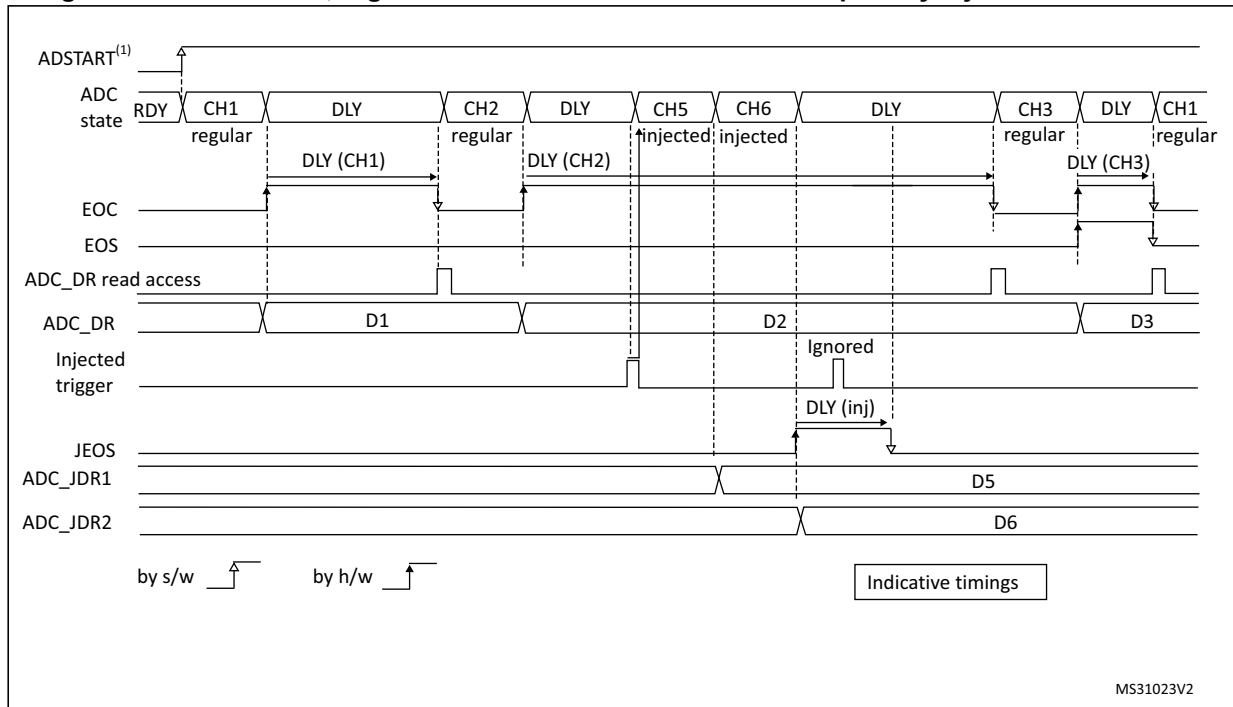 ADSTART(1)
ADC state
RDY CH1 DLY CH2 DLY CH5 CH6 DLY CH3 DLY CH1
regular regular injected injected regular regular
DLY (CH1) DLY (CH2) DLY (CH3)
EOC
EOS
ADC_DR read access
ADC_DR D1 D2 D3
Injected trigger
Ignored
DLY (inj)
JEOS
ADC_JDR1 D5
ADC_JDR2 D6
by s/w by h/w Indicative timings
MS31023V2